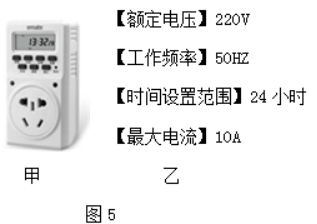 【额定电压】220V
【工作频率】50HZ
【时间设置范围】24 小时
【最大电流】10A
甲
乙
图 5